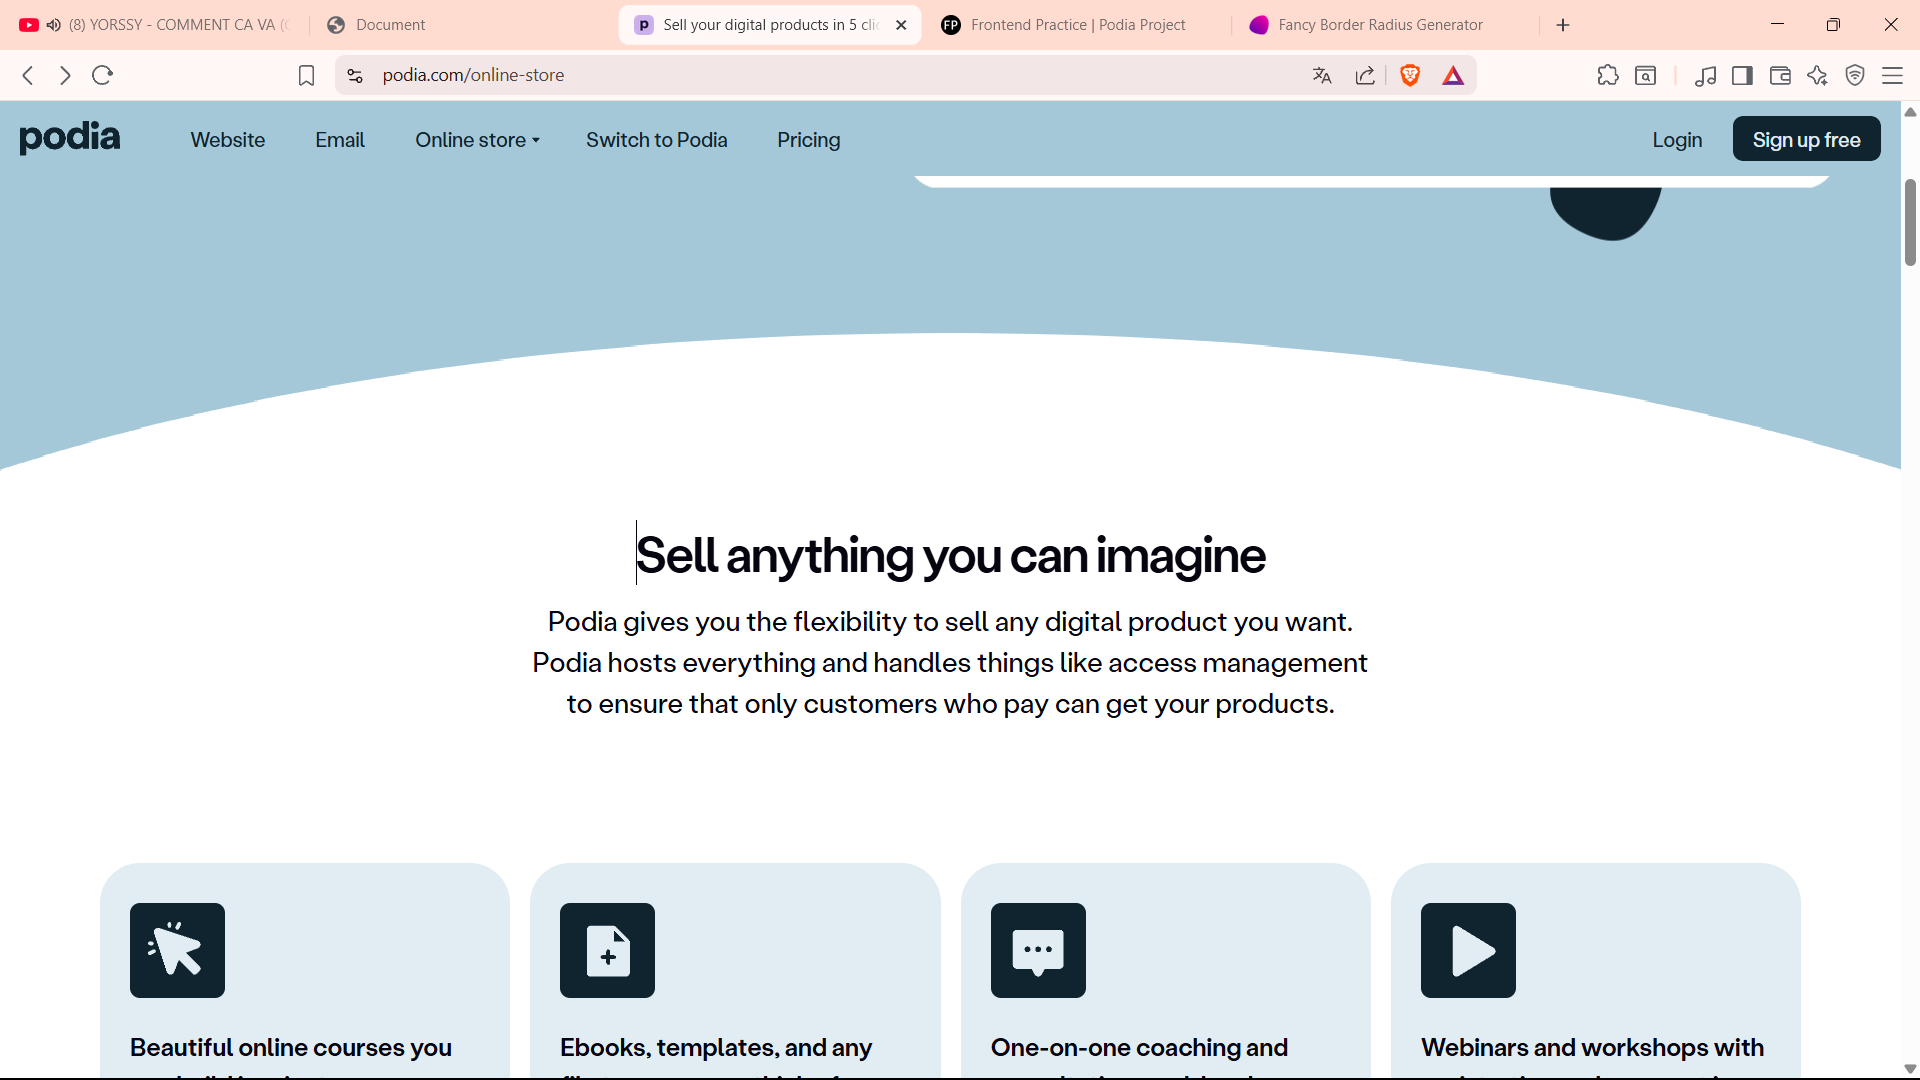 (8) YORSSY - COMMENT CA VA (
Document
Sell your digital products in 5 clic
FP
Frontend Practice | Podia Project
Fancy Border Radius Generator
podia.com/online-store
podia
Website
Email
Online store
Switch to Podia
Pricing
Login
Sign up free
Sell anything you can imagine
Podia gives you the flexibility to sell any digital product you want.
Podia hosts everything and handles things like access management
to ensure that only customers who pay can get your products.
Beautiful online courses you
Ebooks, templates, and any
One-on-one coaching and
Webinars and workshops with